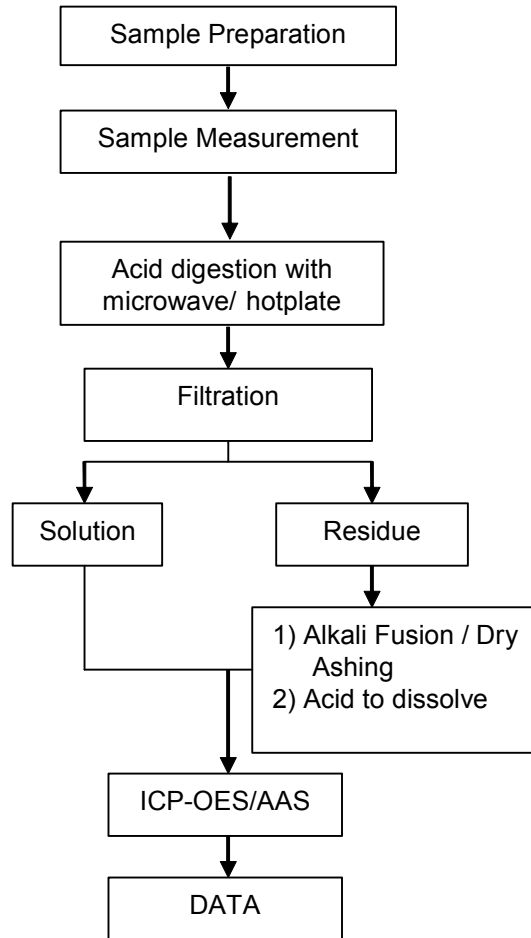 Sample Preparation
Sample Measurement
Acid digestion with
microwave/ hotplate
Filtration
Solution
Residue
1) Alkali Fusion / Dry
Ashing
2) Acid to dissolve
ICP-OES/AAS
DATA